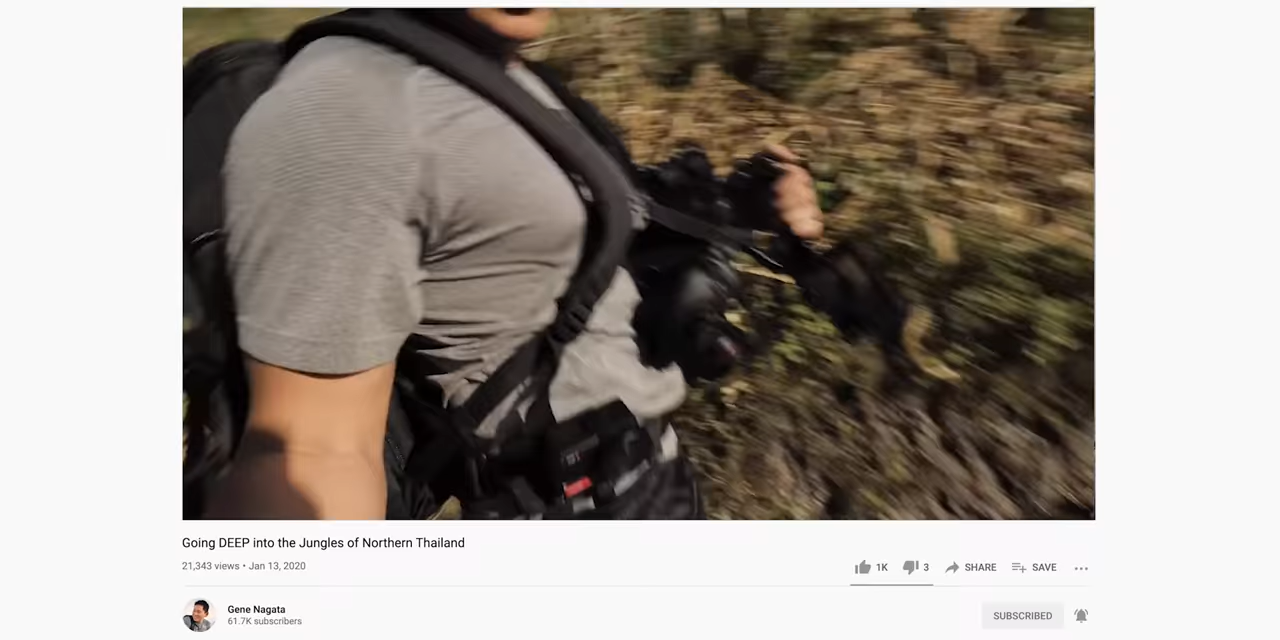 Going DEEP into the Jungles of Northern Thailand
21,343 views • Jan 13, 2020
1K
3
SHARE
SAVE
Gene Nagata
61.7K subscribers
SUBSCRIBED